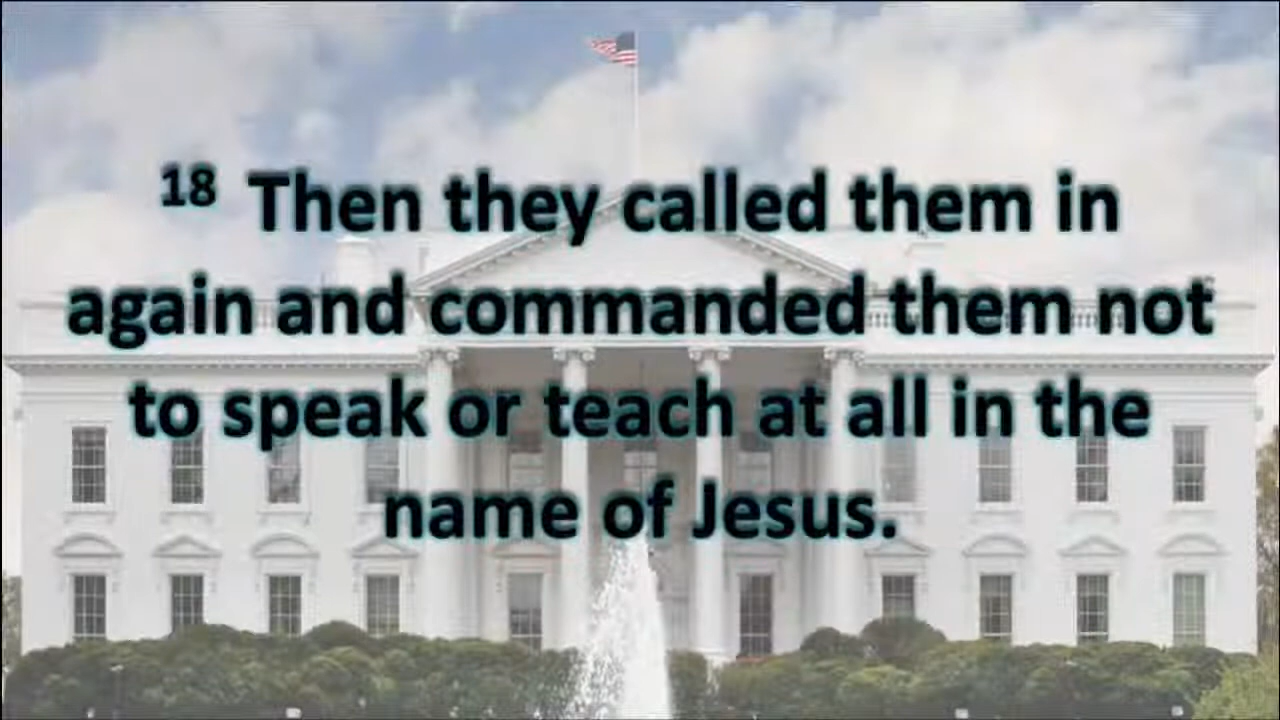 18 Then they called them in
again and commanded them not
to speak or teach at all in the
name of Jesus.